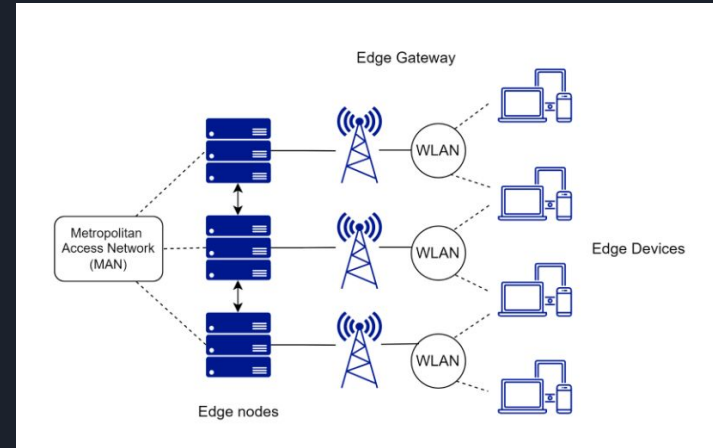 Edge Gateway
WLAN
Metropolitan
Access Network
(MAN)
WLAN
Edge Devices
WLAN
Edge nodes